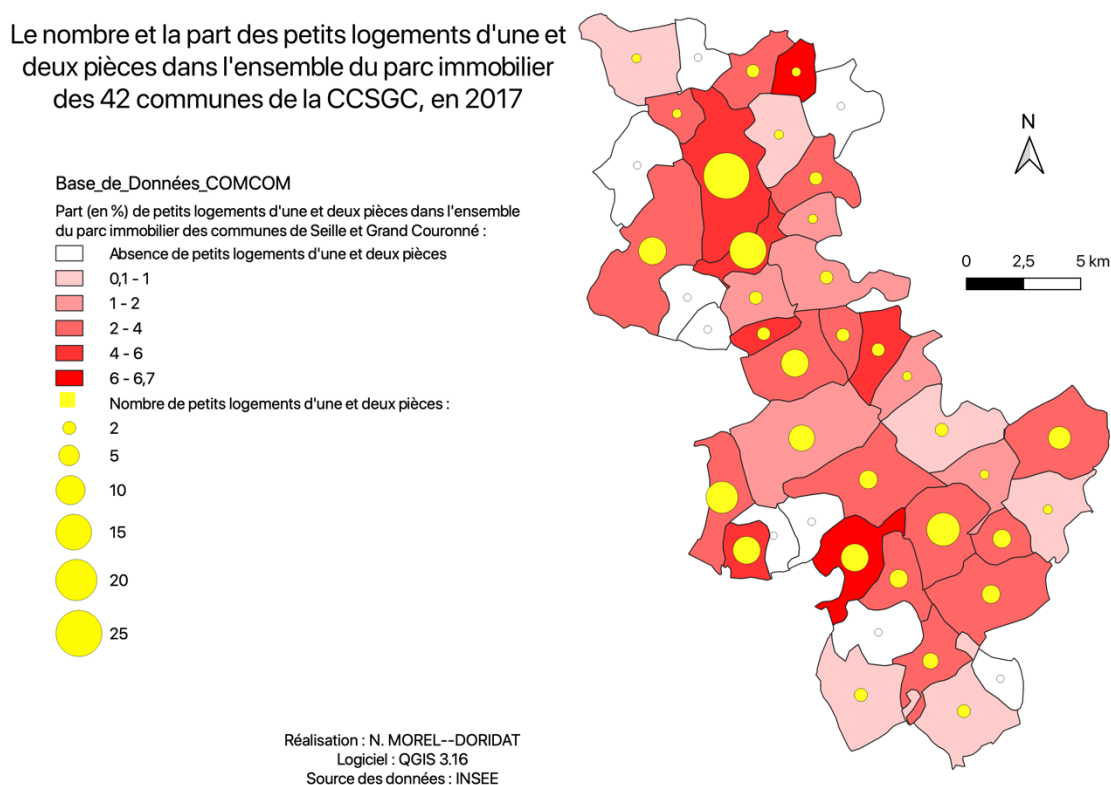 Le nombre et la part des petits logements d'une et
deux pièces dans l'ensemble du parc immobilier
des 42 communes de la CCSGC, en 2017
N
Base_de_Données_COMCOM
Part (en %) de petits logements d'une et deux pièces dans l'ensemble
du parc immobilier des communes de Seille et Grand Couronné :
Absence de petits logements d'une et deux pièces
0,1 - 1
1 - 2
2 - 4
4 - 6
6 - 6,7
Nombre de petits logements d'une et deux pièces :
2
5
10
15
20
25
0 2,5 5 km
Réalisation : N. MOREL--DORIDAT
Logiciel : QGIS 3.16
Source des données : INSEE